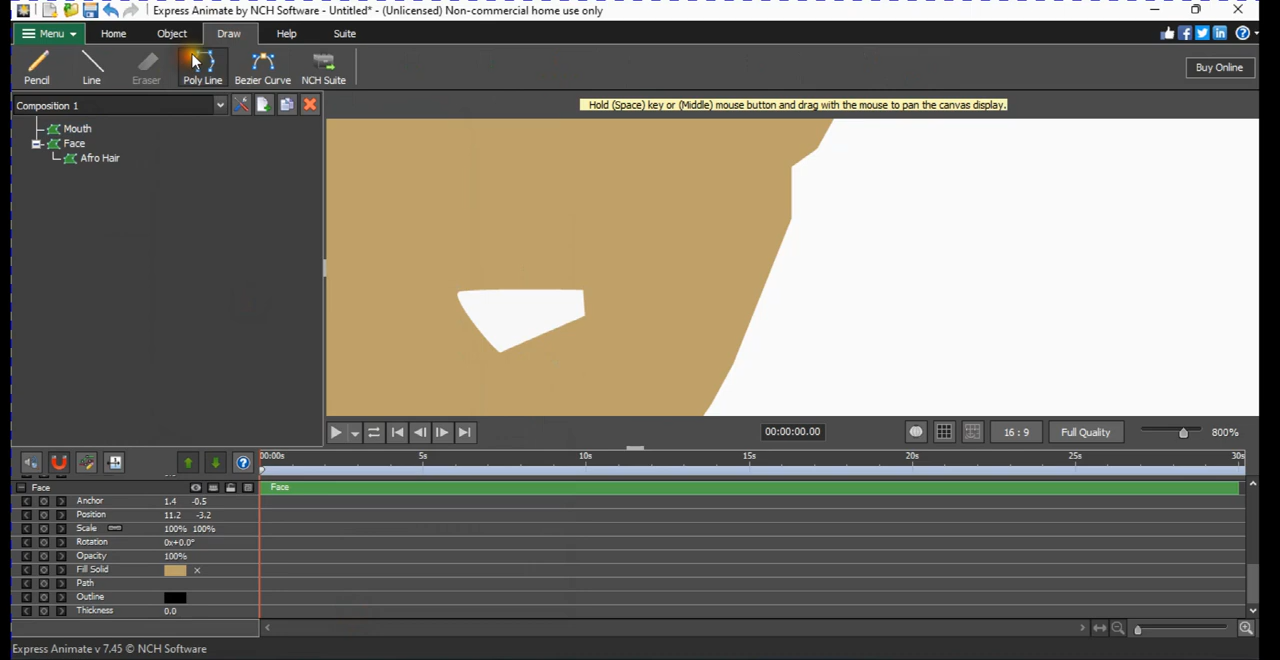 Express Animate by NCH Software - Untitled* - (Unlicensed) Non-commercial home use only
Menu Home Object Draw Help Suite
Pencil Line Eraser Poly Line Bezier Curve NCH Suite Buy Online
Composition 1
Hold (Space) key or (Middle) mouse button and drag with the mouse to pan the canvas display.
Mouth
Face
Afro Hair
00:00:00.00 16 : 9 Full Quality 800%
00:00s 5s 10s 15s 20s 25s 30s
Face Face
Anchor 1.4 -0.5
Position 11.2 -3.2
Scale 100% 100%
Rotation 0x+0.0°
Opacity 100%
Fill Solid
Path
Outline
Thickness 0.0
Express Animate v 7.45 © NCH Software